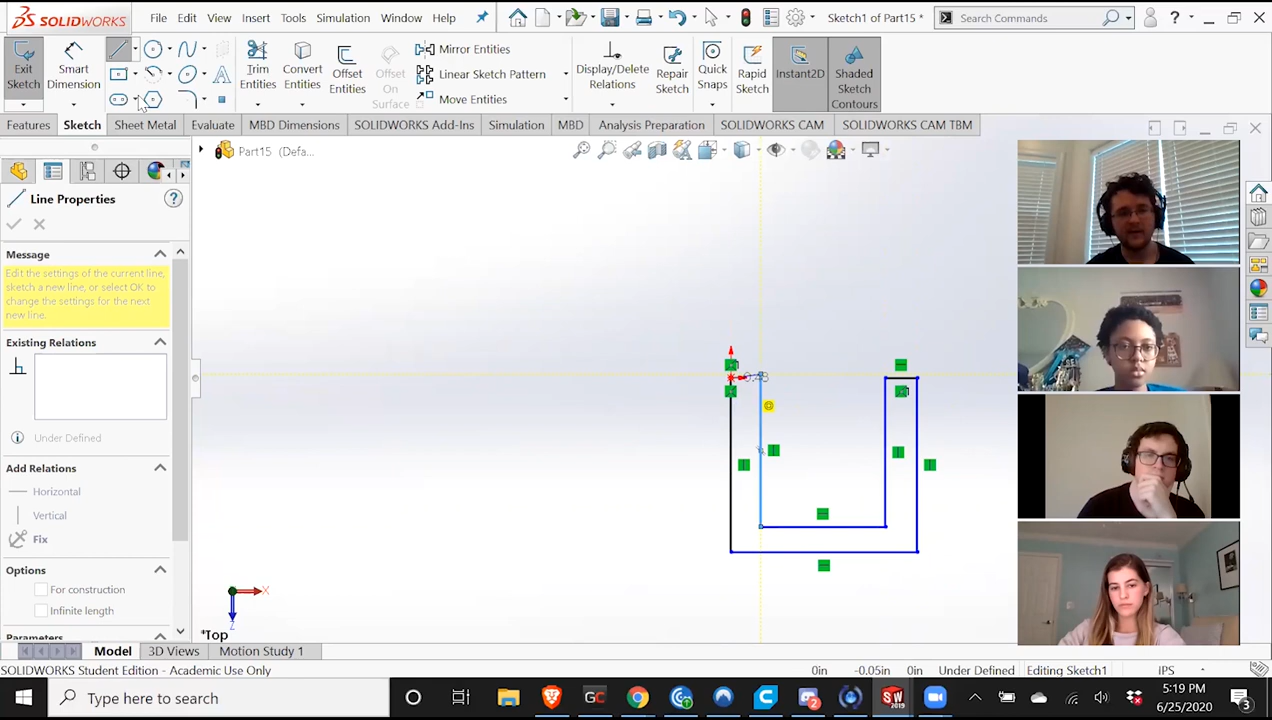 SOLIDWORKS File Edit View Insert Tools Simulation Window Help Sketch1 of Part15 * Search Commands ?
Exit Sketch
Smart Dimension
Trim Entities
Convert Entities
Offset Entities
Offset On Surface
Mirror Entities
Linear Sketch Pattern
Move Entities
Display/Delete Relations
Repair Sketch
Quick Snaps
Rapid Sketch
Instant2D
Shaded Sketch Contours
Features Sketch Sheet Metal Evaluate MBD Dimensions SOLIDWORKS Add-Ins Simulation MBD Analysis Preparation SOLIDWORKS CAM SOLIDWORKS CAM TBM
Part15 (Defa...
Line Properties ?
Message
Edit the settings of the current line,
sketch a new line, or select OK to
change the settings for the next
new line.
Existing Relations
Under Defined
Add Relations
Horizontal
Vertical
Fix
Options
For construction
Infinite length
Parameters
X
Z
*Top
Model 3D Views Motion Study 1
SOLIDWORKS Student Edition - Academic Use Only 0in -0.05in 0in Under Defined Editing Sketch1 IPS
Type here to search
GC
SW
2019
2
5:19 PM
6/25/2020
3